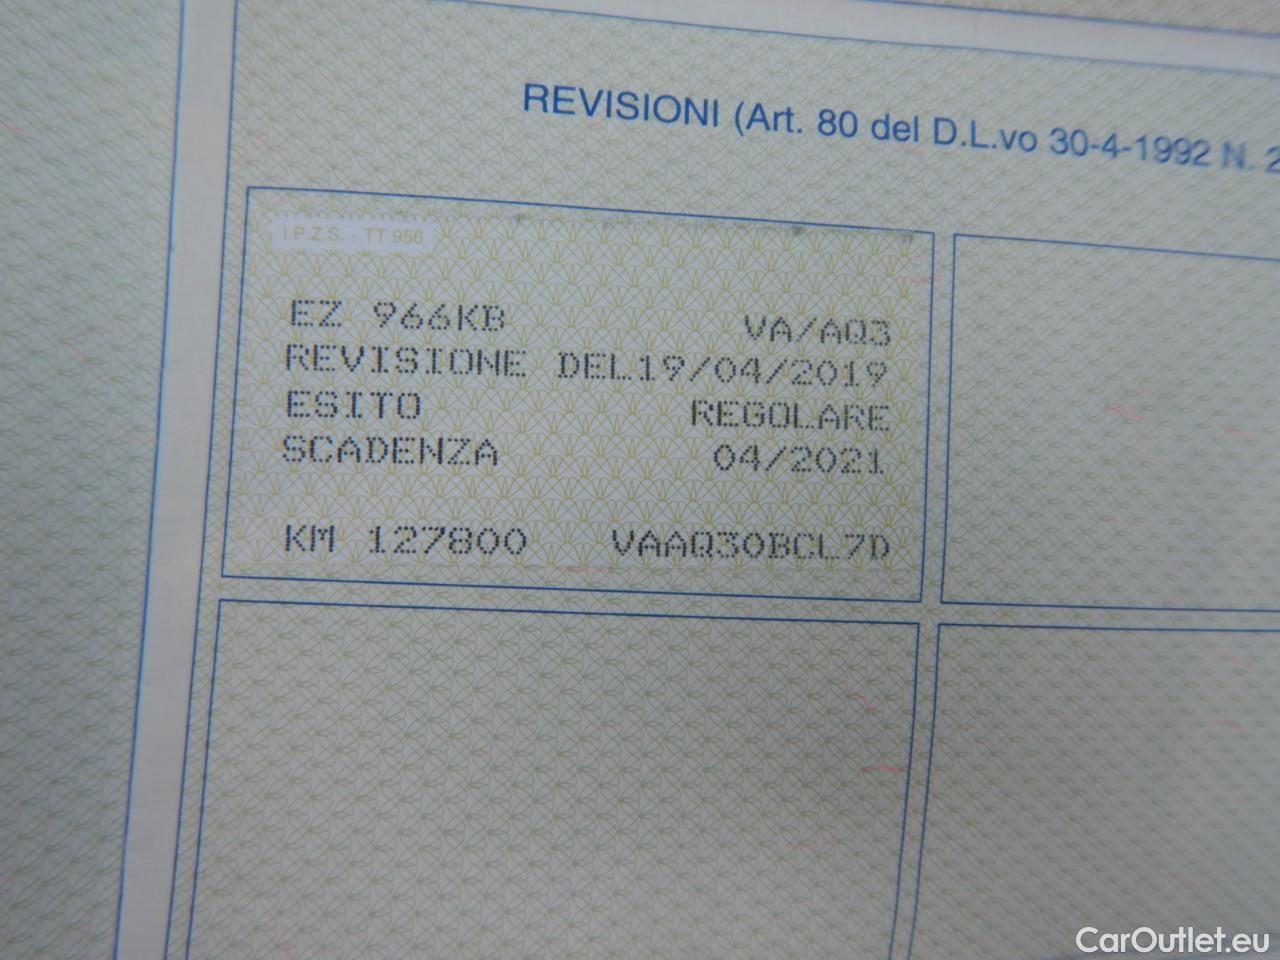 REVISIONI (Art. 80 del D.L.vo 30-4-1992 N. 2
I.P.Z.S. - TT 956
EZ 966KB VA/AQ3
REVISIONE DEL19/04/2019
ESITO REGOLARE
SCADENZA 04/2021
KM 127800 VAAQ30BCL7D
CarOutlet.eu